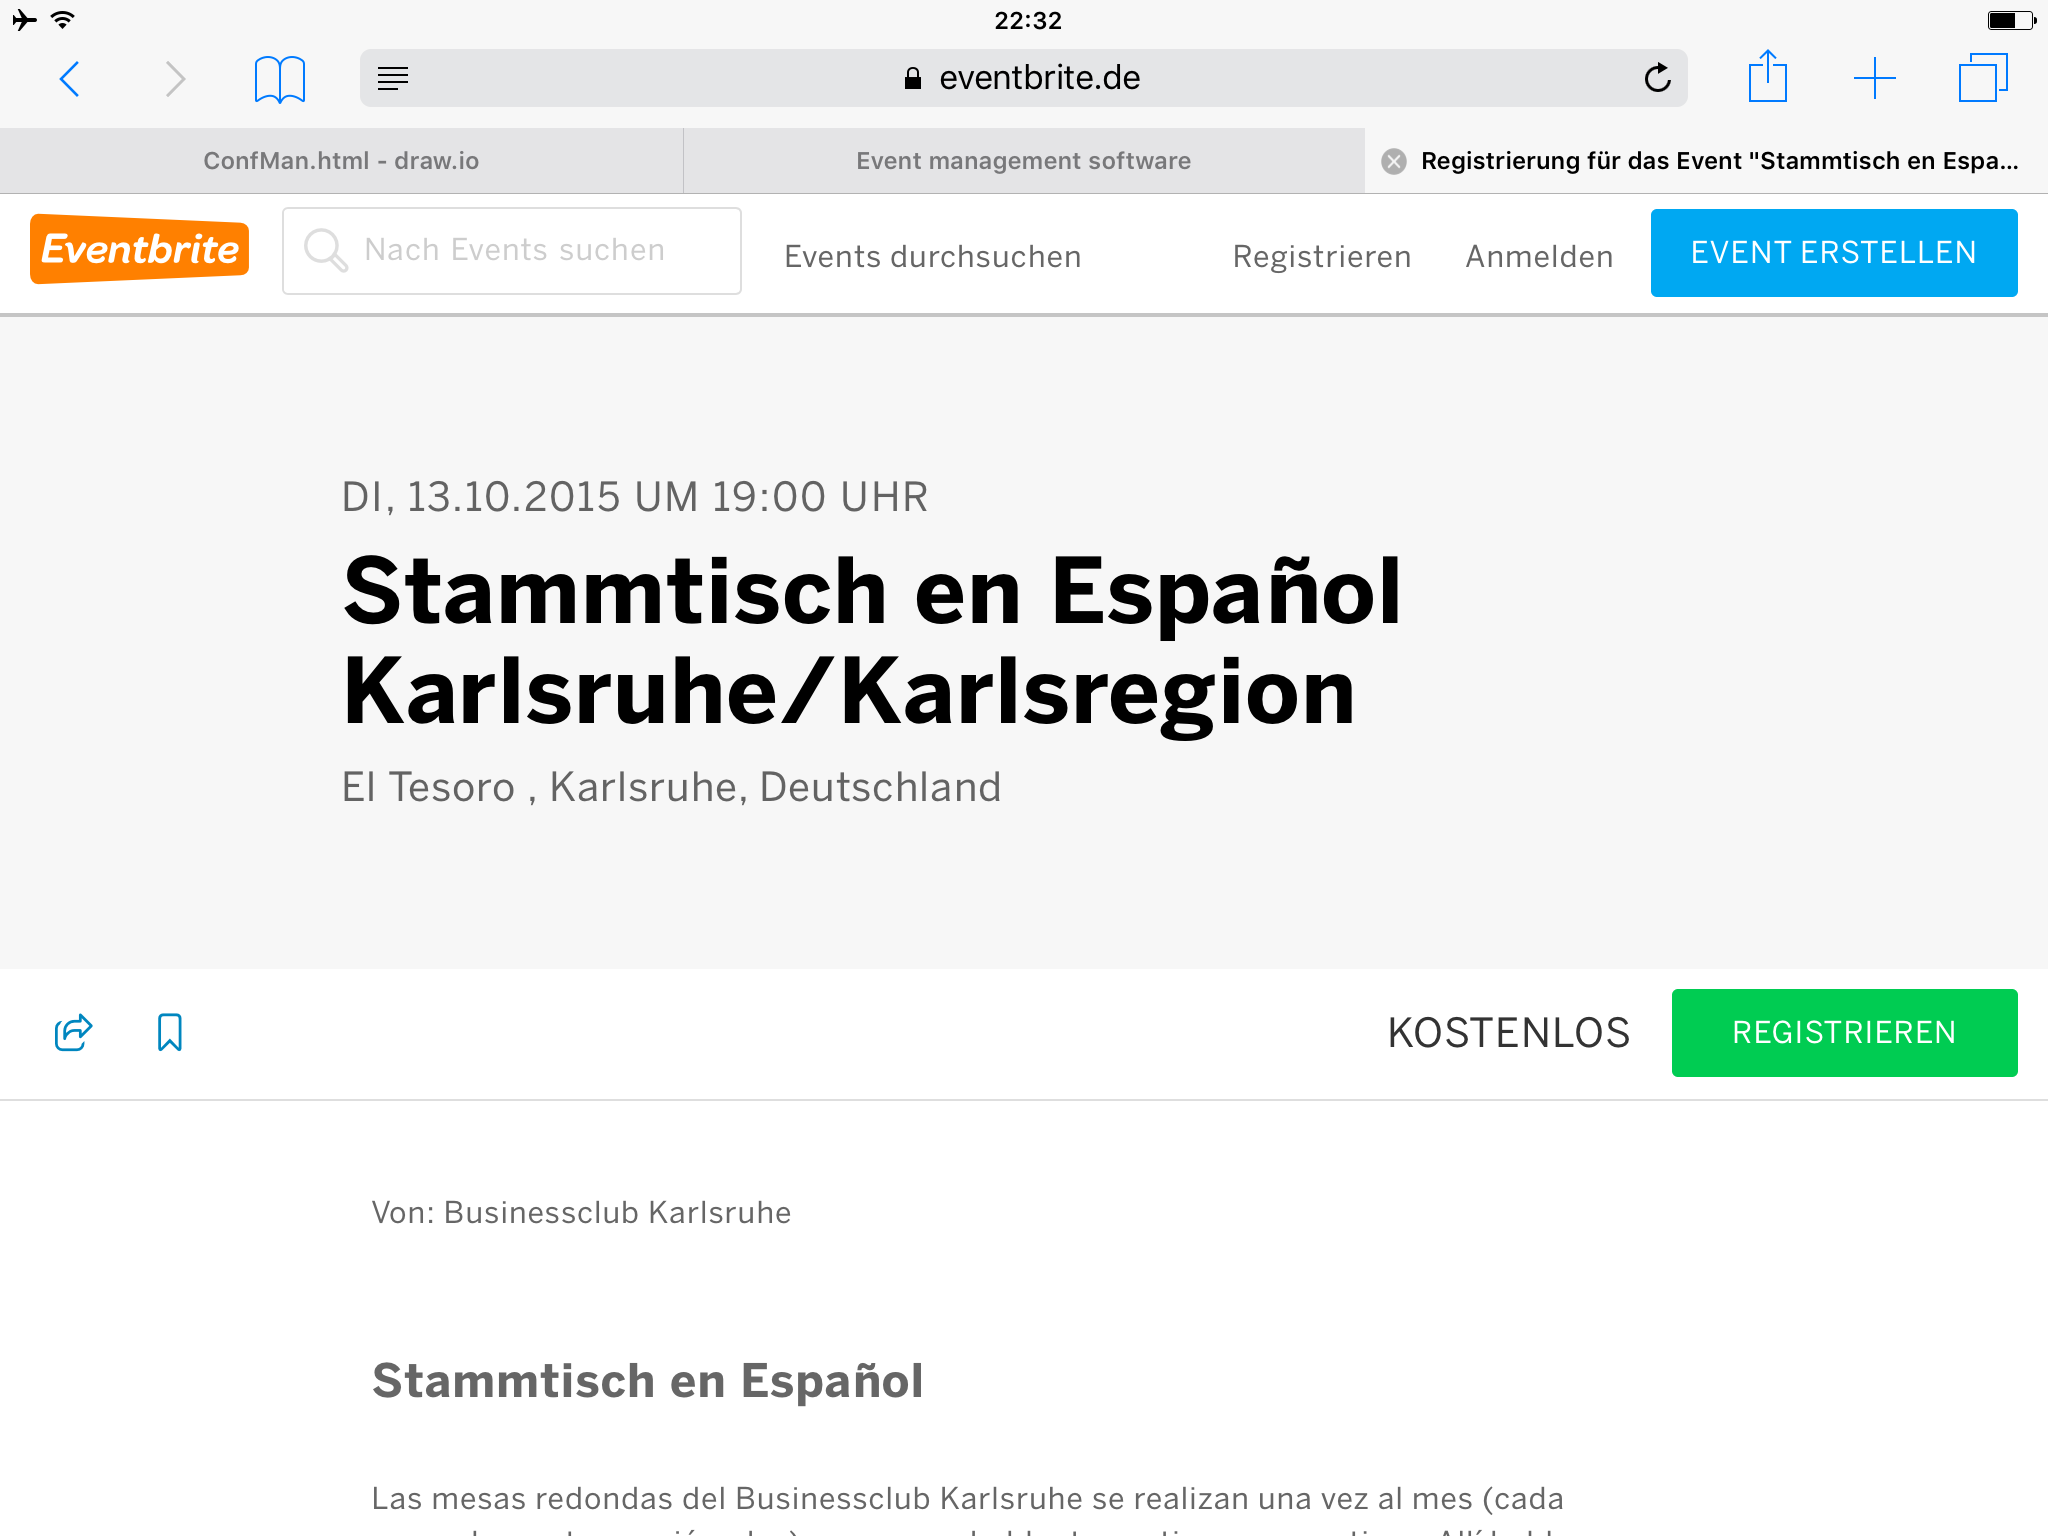 22:32
eventbrite.de
ConfMan.html - draw.io
Event management software
Registrierung für das Event "Stammtisch en Espa...
Eventbrite
Nach Events suchen
Events durchsuchen
Registrieren
Anmelden
EVENT ERSTELLEN
DI, 13.10.2015 UM 19:00 UHR
Stammtisch en Español
Karlsruhe/Karlsregion
El Tesoro , Karlsruhe, Deutschland
KOSTENLOS
REGISTRIEREN
Von: Businessclub Karlsruhe
Stammtisch en Español
Las mesas redondas del Businessclub Karlsruhe se realizan una vez al mes (cada